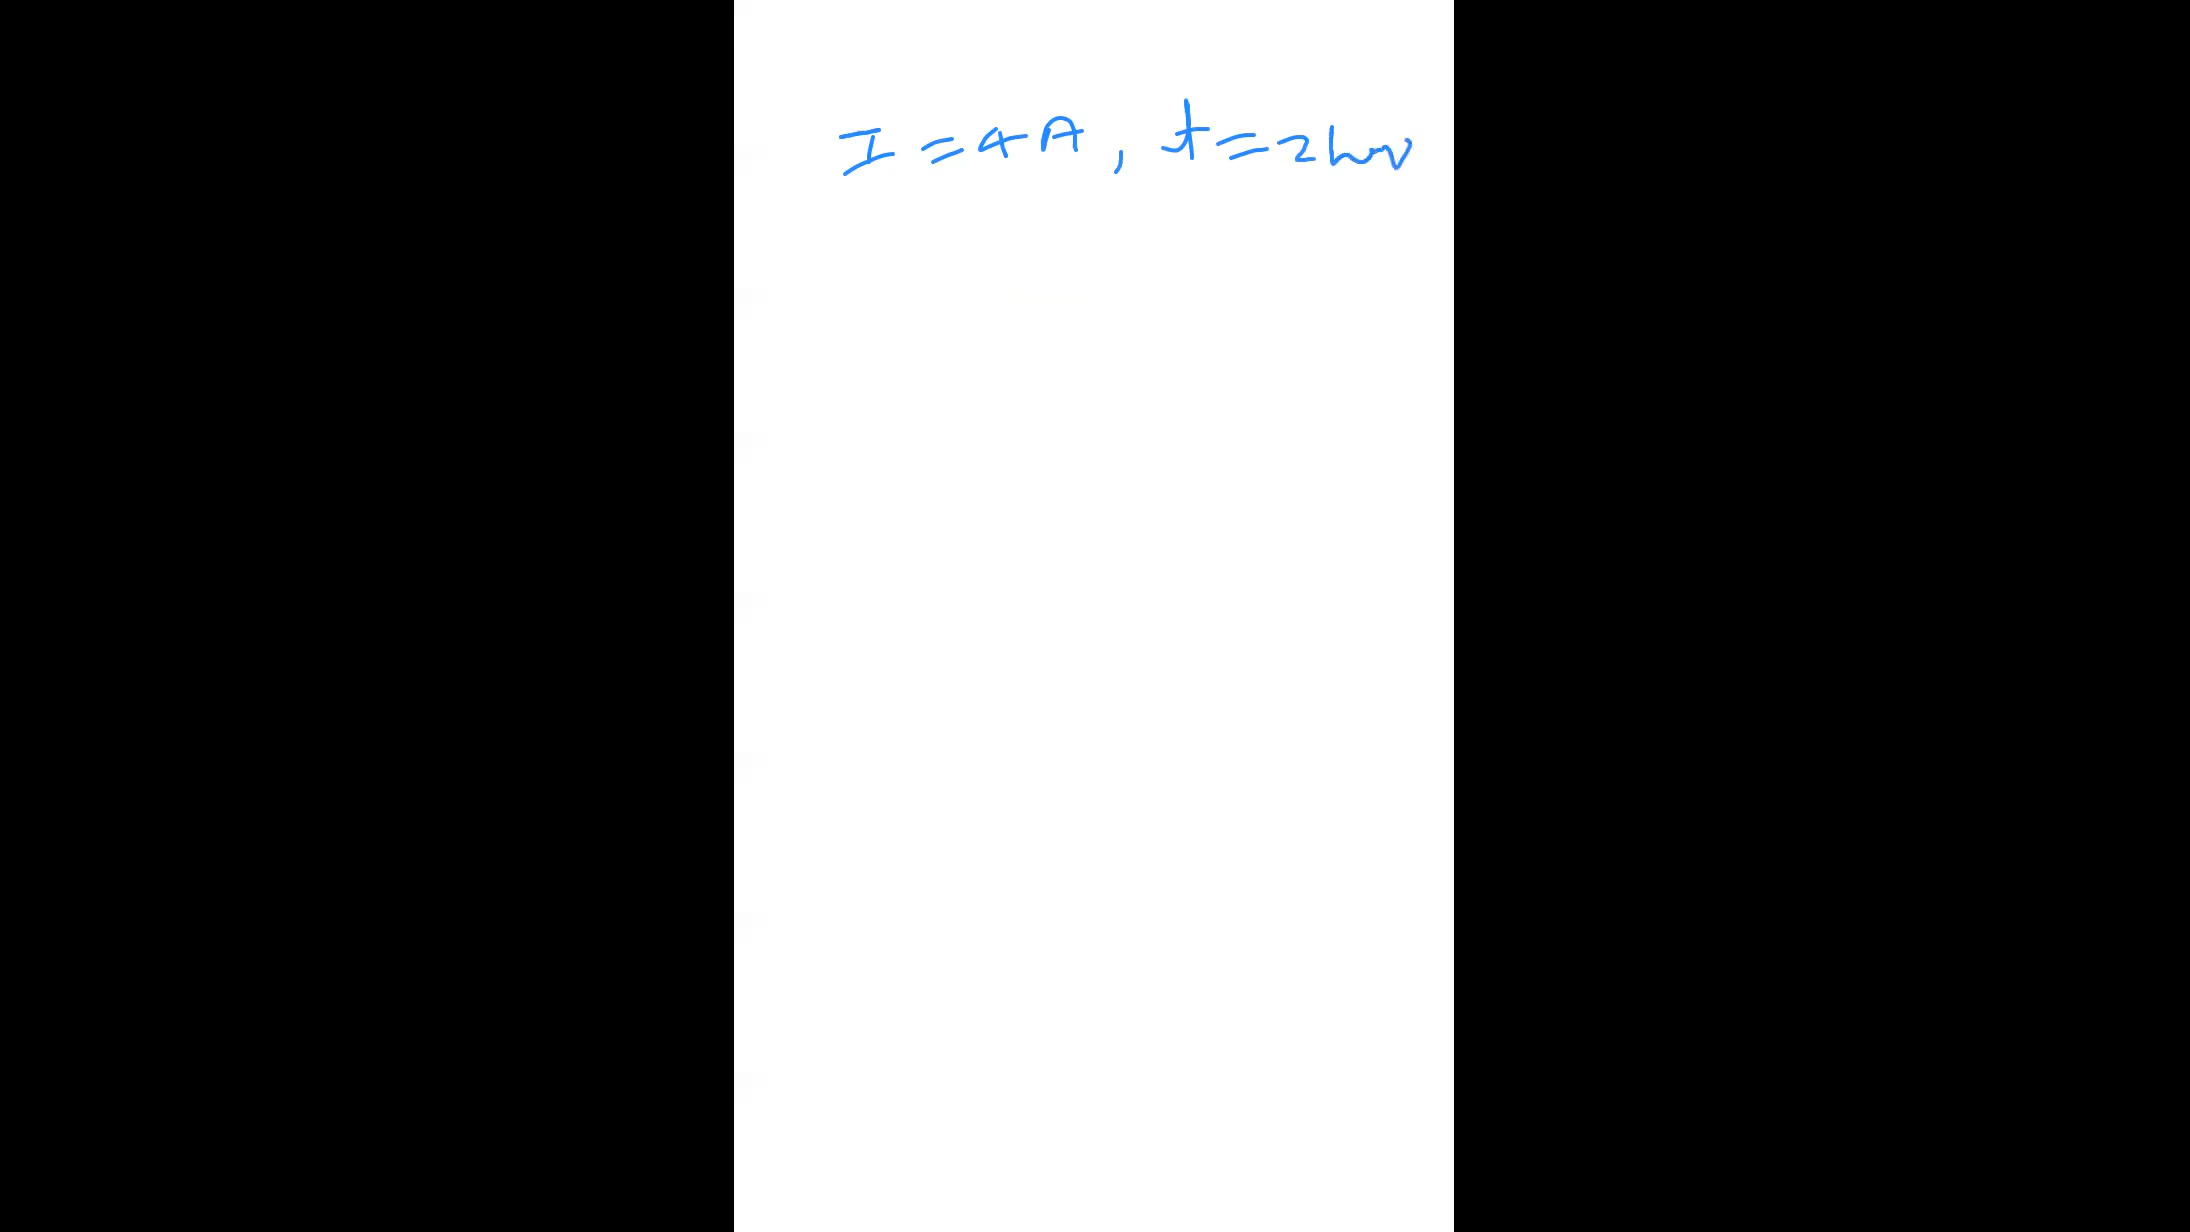 I = 4A, t = 2hr